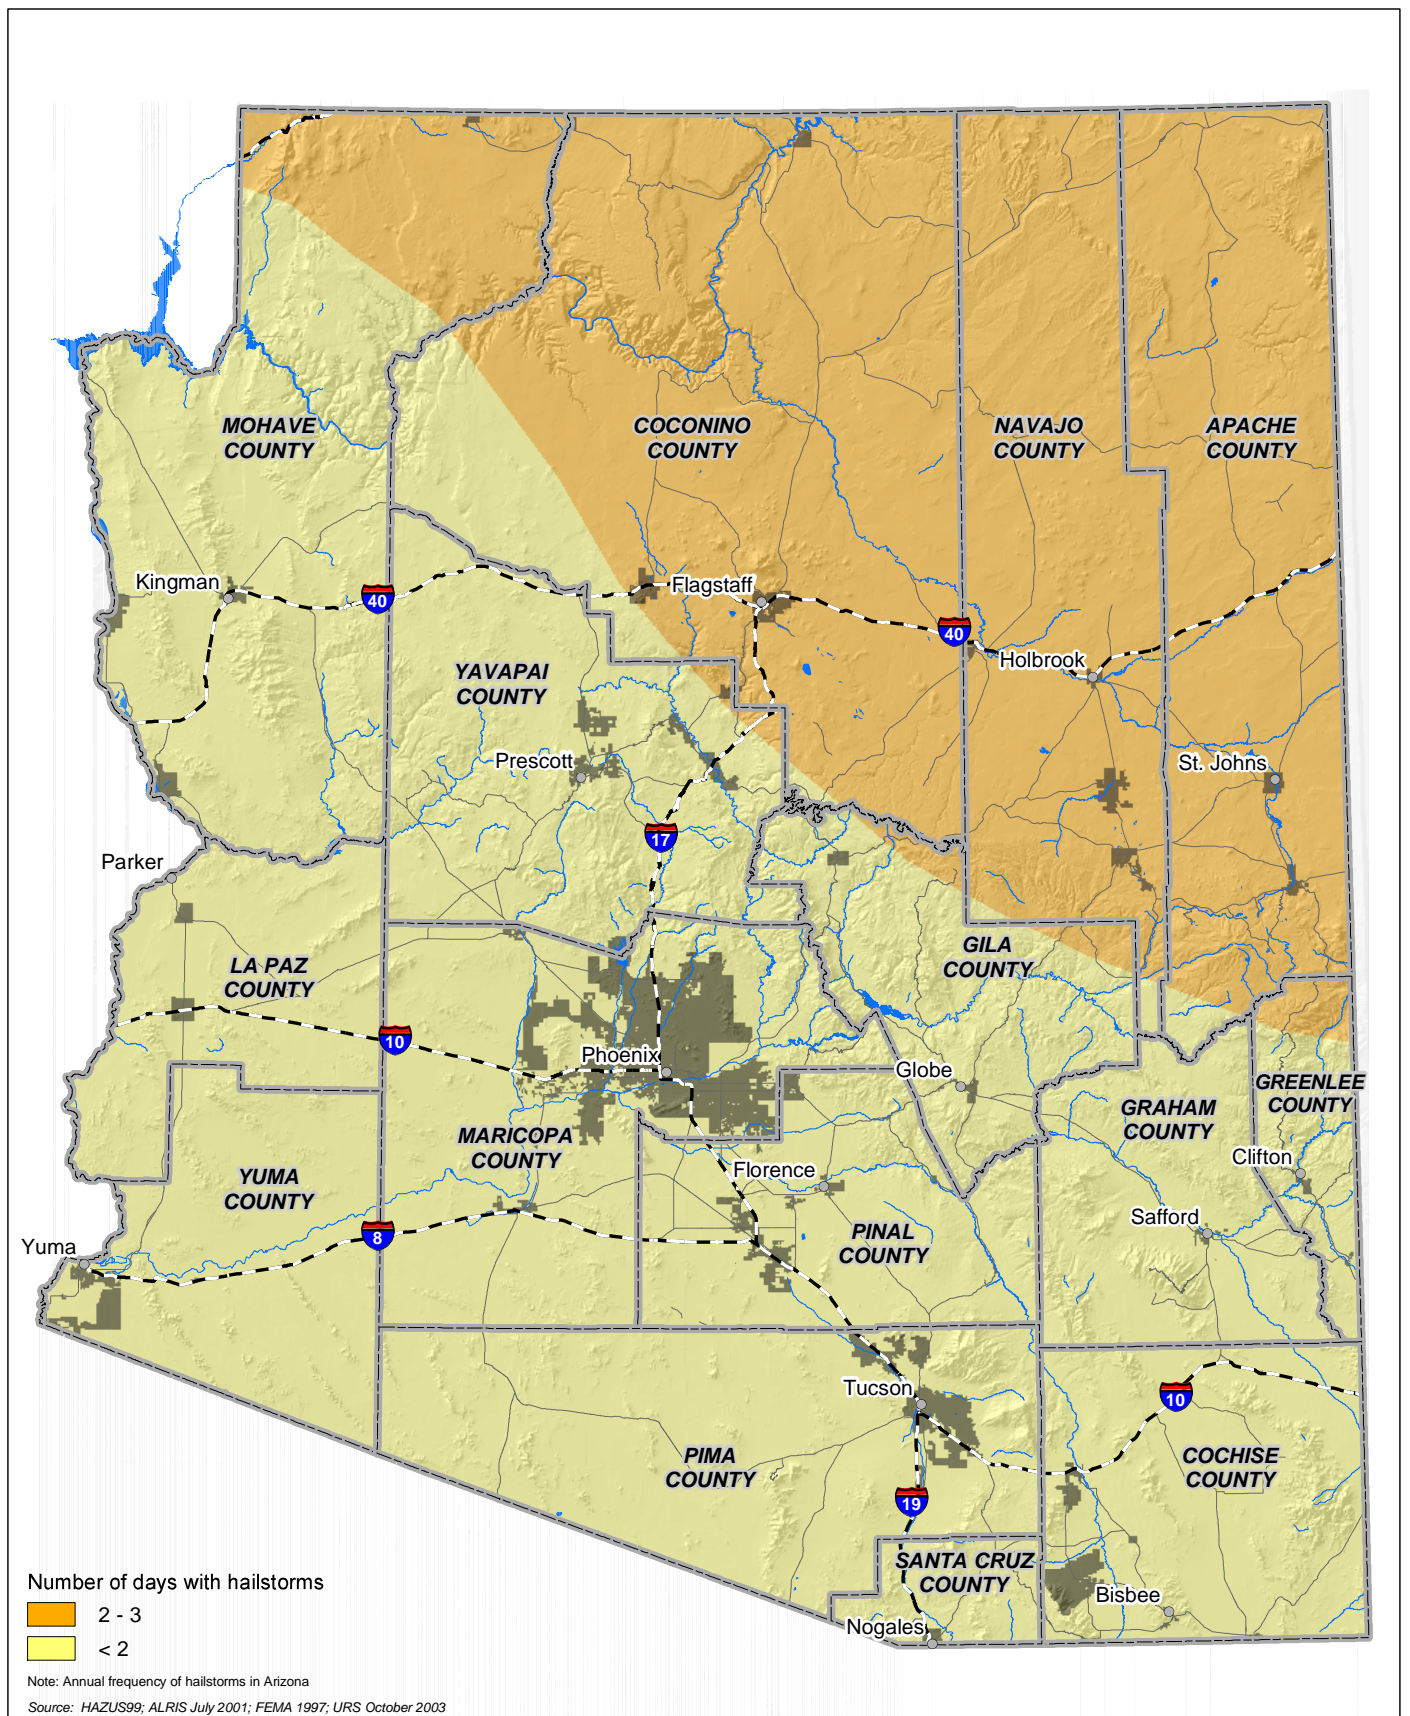 MOHAVE
COUNTY
COCONINO
COUNTY
NAVAJO
COUNTY
APACHE
COUNTY
Kingman
40
Flagstaff
40
Holbrook
YAVAPAI
COUNTY
Prescott
St. Johns
17
Parker
LA PAZ
COUNTY
GILA
COUNTY
10
Phoenix
Globe
GREENLEE
COUNTY
GRAHAM
COUNTY
MARICOPA
COUNTY
Clifton
YUMA
COUNTY
Florence
Safford
PINAL
COUNTY
8
Yuma
Tucson
10
PIMA
COUNTY
COCHISE
COUNTY
19
SANTA CRUZ
COUNTY
Bisbee
Nogales
Number of days with hailstorms
2 - 3
< 2
Note: Annual frequency of hailstorms in Arizona
Source: HAZUS99; ALRIS July 2001; FEMA 1997; URS October 2003